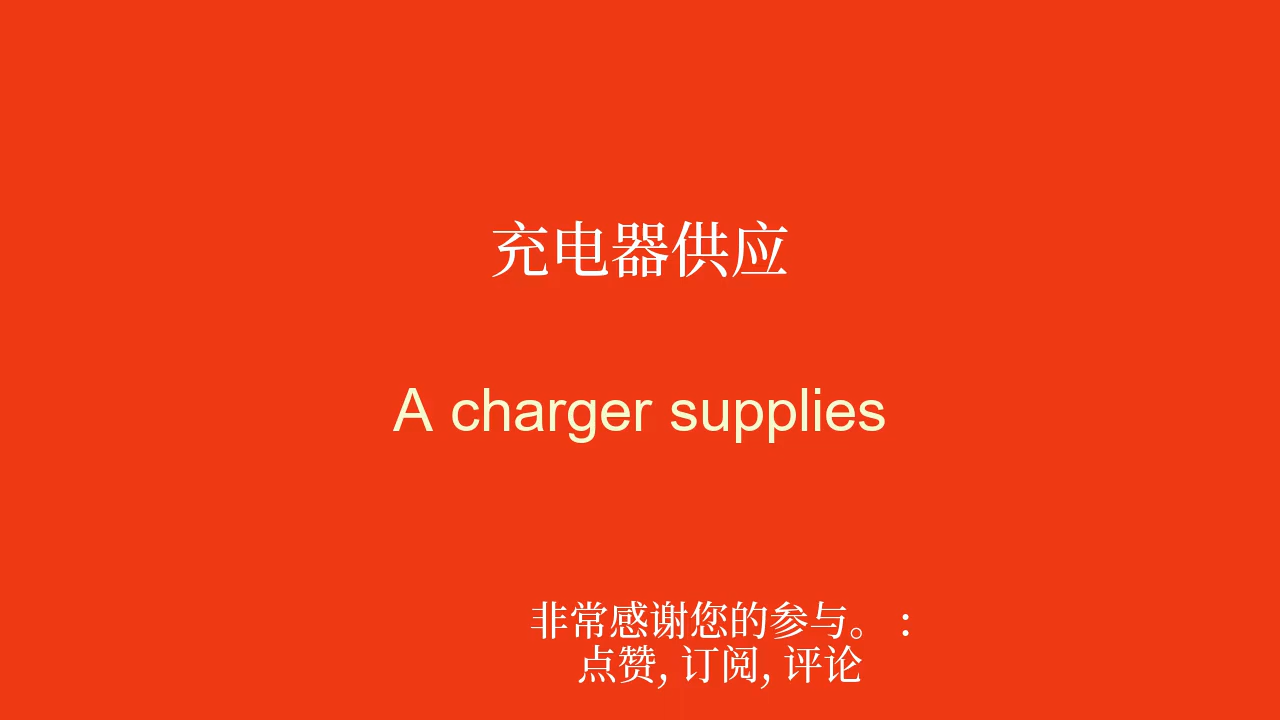 充电器供应
A charger supplies
非常感谢您的参与。 :
点赞, 订阅, 评论